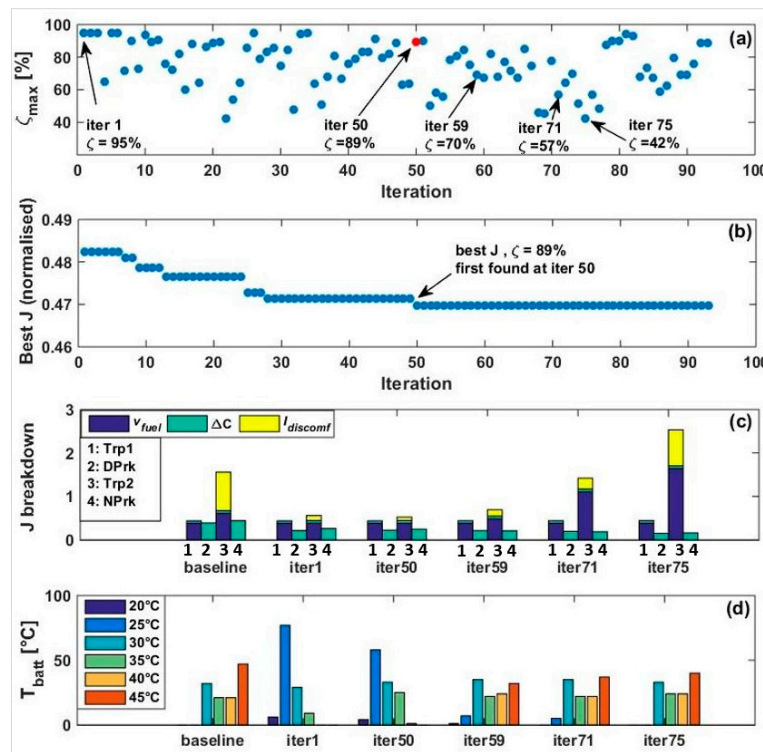 100
80
60
40
ζmax [%]
(a)
iter 1
ζ = 95%
iter 50
ζ = 89%
iter 59
ζ = 70%
iter 71
ζ = 57%
iter 75
ζ = 42%
0 10 20 30 40 50 60 70 80 90 100
Iteration
0.49
0.48
0.47
0.46
Best J (normalised)
(b)
best J , ζ = 89%
first found at iter 50
0 10 20 30 40 50 60 70 80 90 100
Iteration
3
2
1
0
J breakdown
(c)
vfuel ΔC Idiscomf
1: Trp1
2: DPrk
3: Trp2
4: NPrk
1 2 3 4 1 2 3 4 1 2 3 4 1 2 3 4 1 2 3 4 1 2 3 4
baseline iter1 iter50 iter59 iter71 iter75
100
50
0
Tbatt [°C]
(d)
20°C
25°C
30°C
35°C
40°C
45°C
baseline iter1 iter50 iter59 iter71 iter75